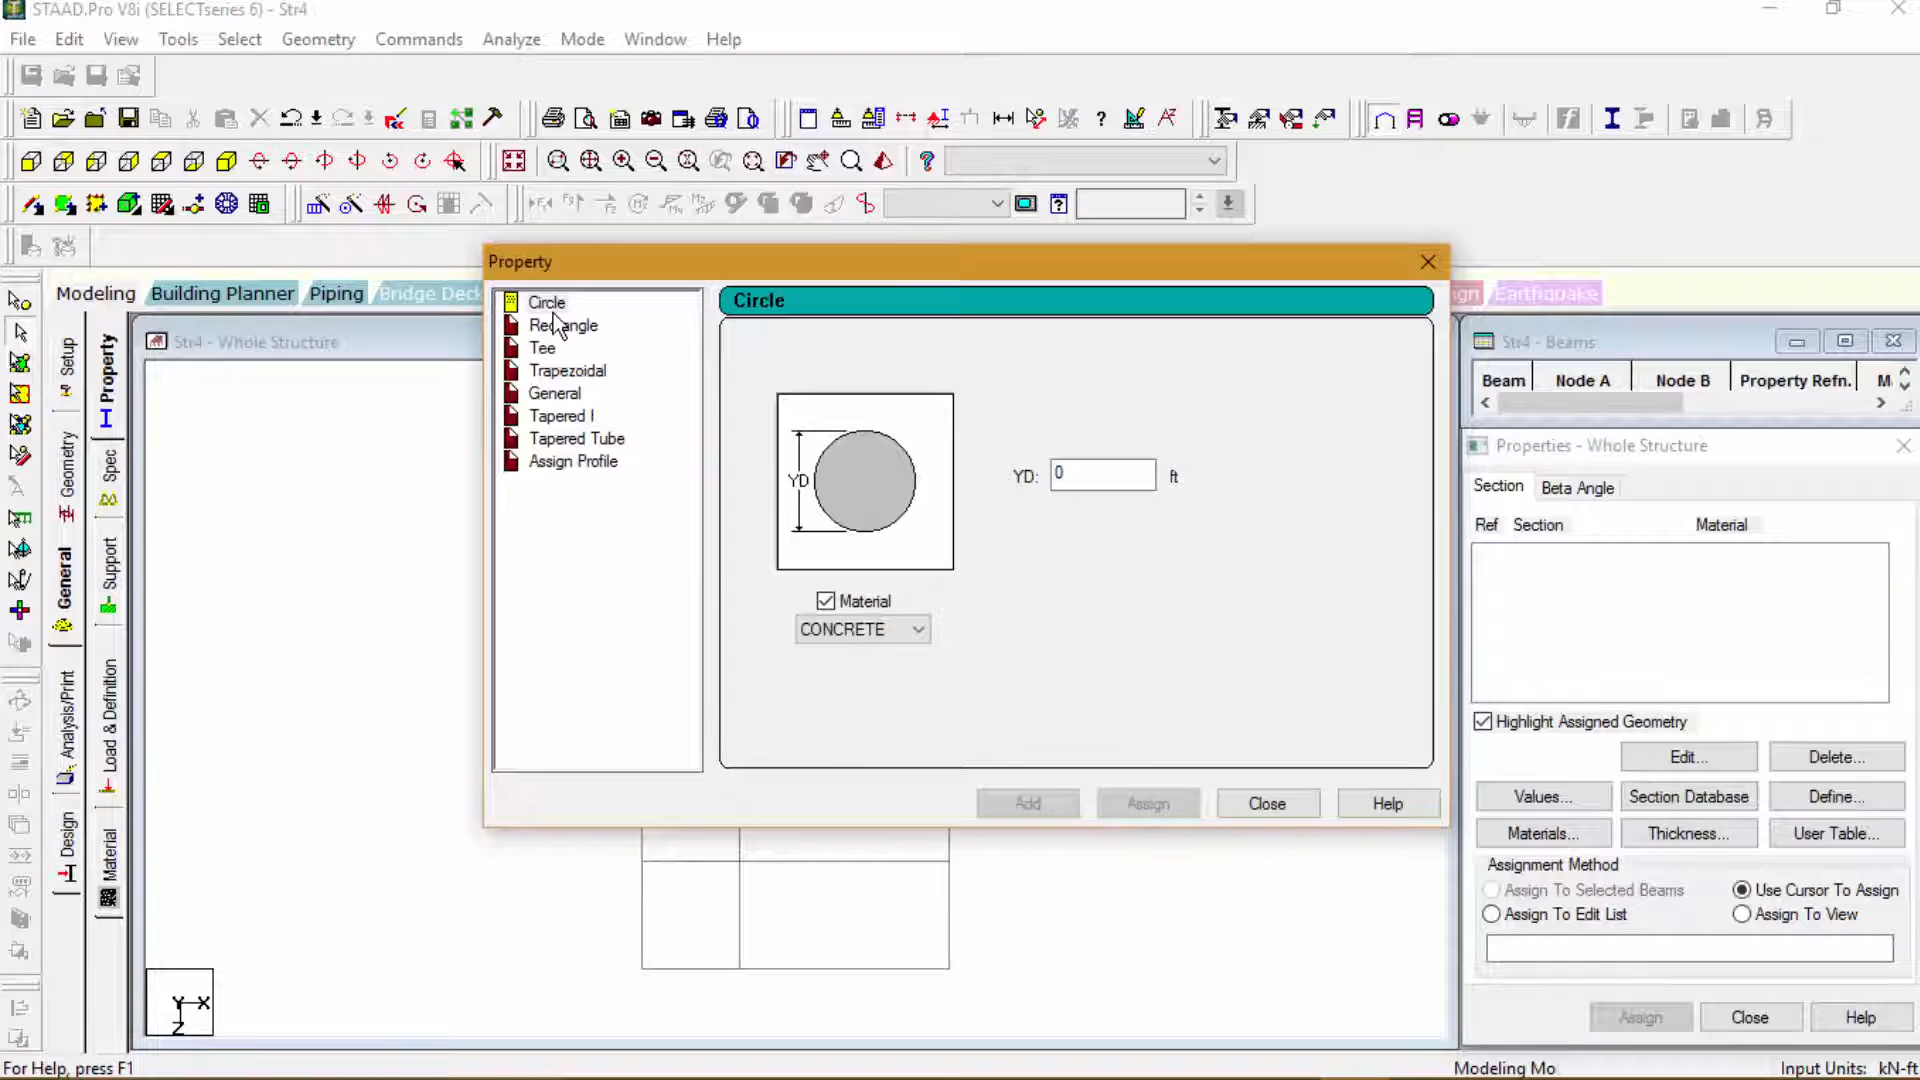 STAAD.Pro V8i (SELECTseries 6) - Str4
File Edit View Tools Select Geometry Commands Analyze Mode Window Help
Modeling Building Planner Piping Bridge Deck Earthquake
Str4 - Whole Structure
Setup
Geometry
General
Analysis/Print
Design
Property
Spec
Support
Load & Definition
Material
Y X
Z
Property
Circle
Rectangle
Tee
Trapezoidal
General
Tapered I
Tapered Tube
Assign Profile
Circle
YD
YD: 0 ft
Material
CONCRETE
Add Assign Close Help
Str4 - Beams
Beam Node A Node B Property Refn. M
Properties - Whole Structure
Section Beta Angle
Ref Section Material
Highlight Assigned Geometry
Edit... Delete...
Values... Section Database Define...
Materials... Thickness... User Table...
Assignment Method
Assign To Selected Beams Use Cursor To Assign
Assign To Edit List Assign To View
Assign Close Help
For Help, press F1 Modeling Mo Input Units: kN-ft